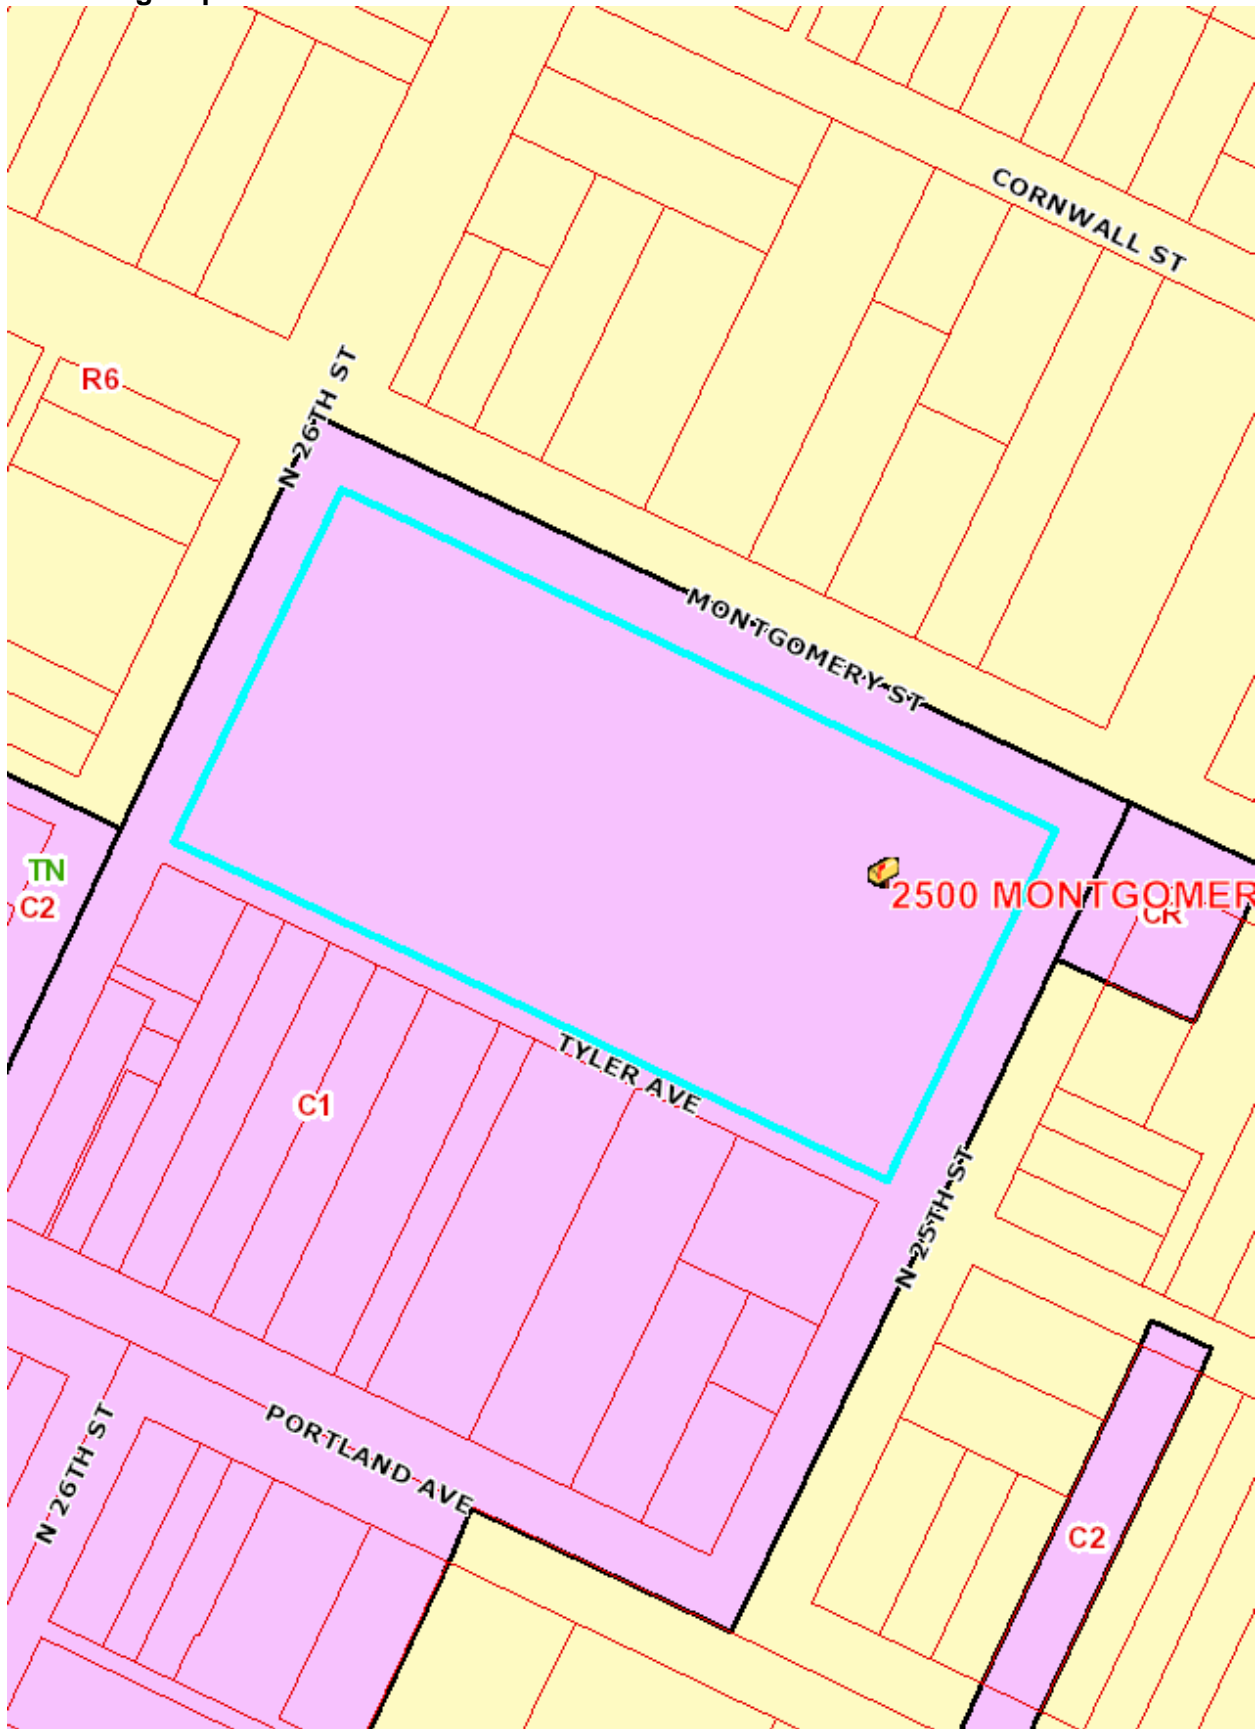 CORNWALL ST
N 26TH ST
R6
MONTGOMERY ST
TN
C2
2500 MONTGOMER
CR
TYLER AVE
C1
N 25TH ST
PORTLAND AVE
N 26TH ST
C2